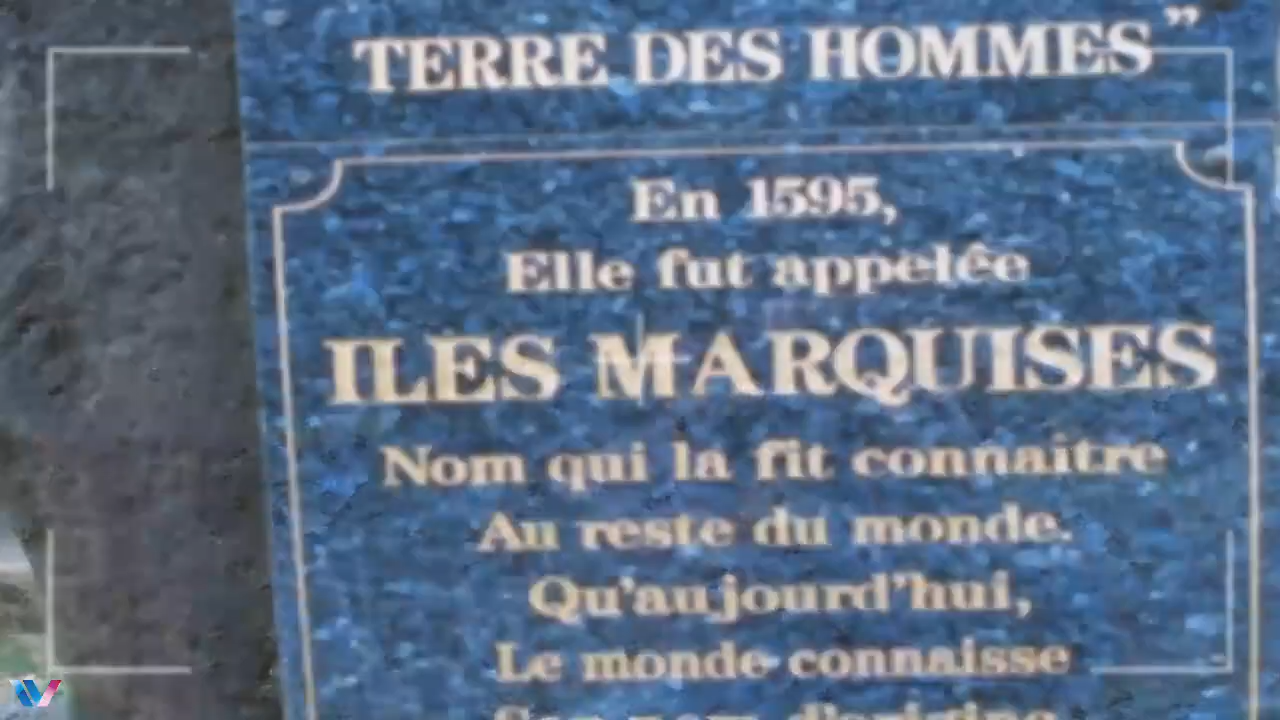 TERRE DES HOMMES”
En 1595,
Elle fut appelée
ILES MARQUISES
Nom qui la fit connaitre
Au reste du monde.
Qu'aujourd'hui,
Le monde connaisse